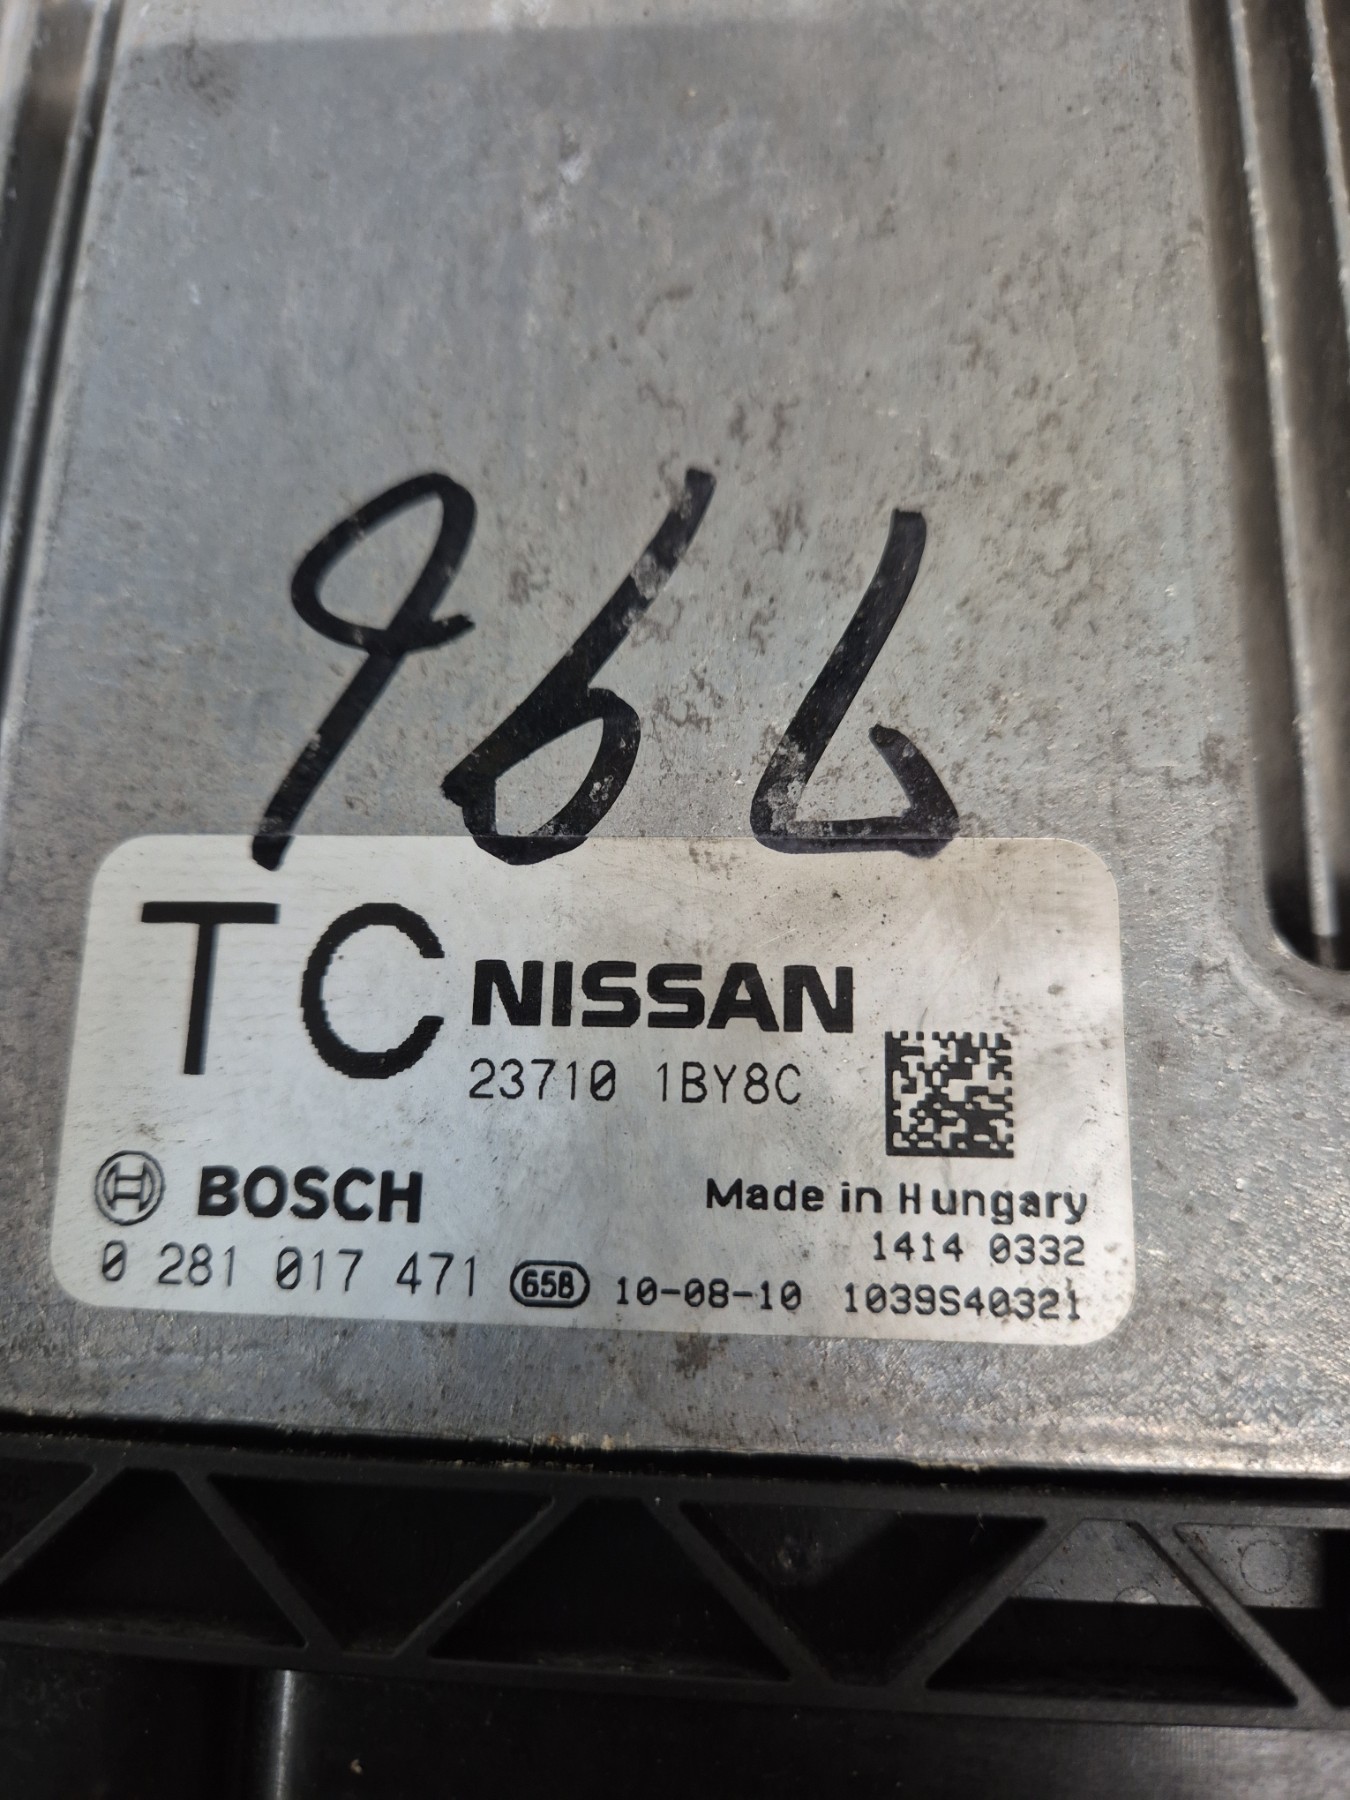 966
TC NISSAN
23710 1BY8C
BOSCH
Made in Hungary
1414 0332
0 281 017 471 65B 10-08-10 1039S40321